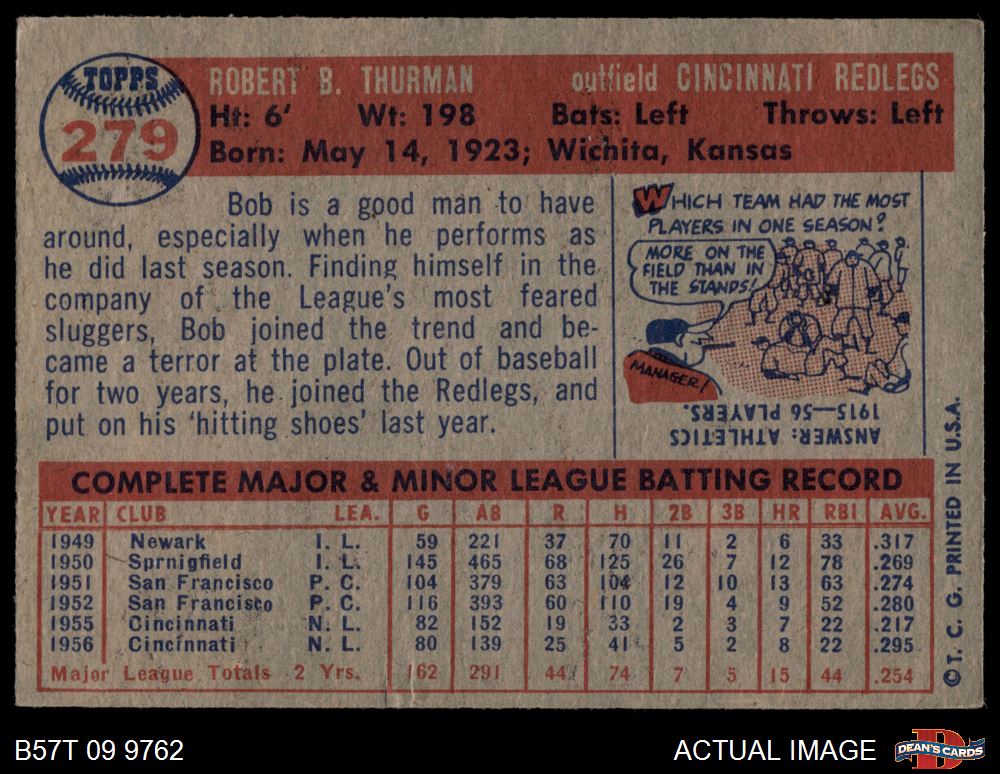 TOPPS
279
ROBERT B. THURMAN outfield CINCINNATI REDLEGS
Ht: 6' Wt: 198 Bats: Left Throws: Left
Born: May 14, 1923; Wichita, Kansas
Bob is a good man to have
around, especially when he performs as
he did last season. Finding himself in the
company of the League's most feared
sluggers, Bob joined the trend and be-
came a terror at the plate. Out of baseball
for two years, he joined the Redlegs, and
put on his 'hitting shoes' last year.
WHICH TEAM HAD THE MOST
PLAYERS IN ONE SEASON?
MORE ON THE
FIELD THAN IN
THE STANDS!
MANAGER!
ANSWER: ATHLETICS
1915—56 PLAYERS.
COMPLETE MAJOR & MINOR LEAGUE BATTING RECORD
YEAR CLUB LEA. G AB R H 2B 3B HR RBI AVG.
1949 Newark I. L. 59 221 37 70 11 2 6 33 .317
1950 Sprnigfield I. L. 145 465 68 125 26 7 12 78 .269
1951 San Francisco P. C. 104 379 63 104 12 10 13 63 .274
1952 San Francisco P. C. 116 393 60 110 19 4 9 52 .280
1955 Cincinnati N. L. 82 152 19 33 2 3 7 22 .217
1956 Cincinnati N. L. 80 139 25 41 5 2 8 22 .295
Major League Totals 2 Yrs. 162 291 44 74 7 5 15 44 .254
©T. C. G. PRINTED IN U.S.A.
B57T 09 9762
ACTUAL IMAGE
DEAN'S CARDS